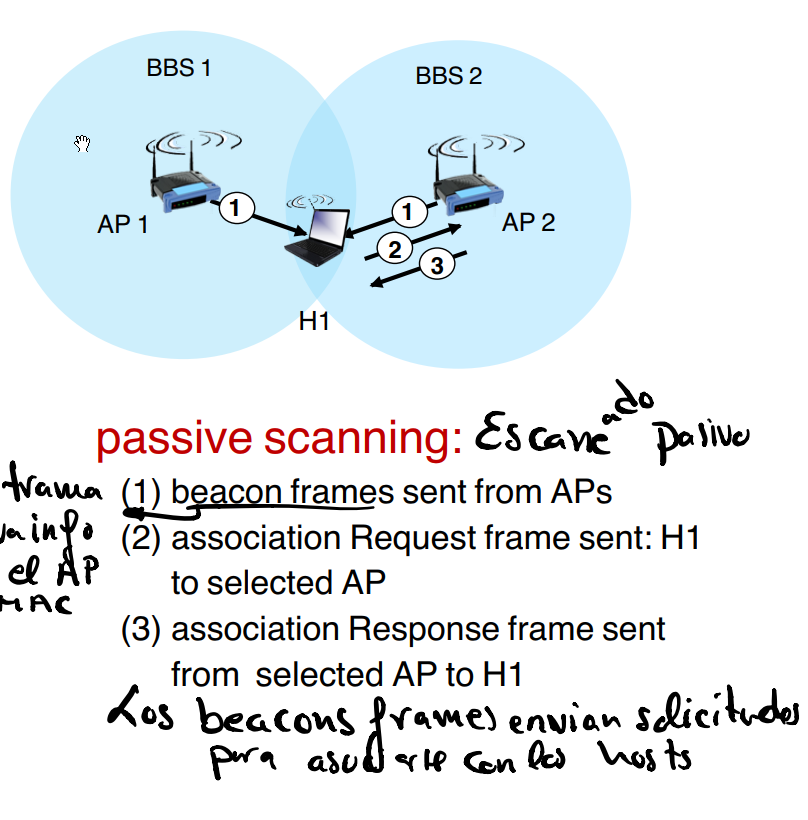 BBS 1
BBS 2
AP 1
AP 2
1
1
2
3
H1
passive scanning: Escaneado pasivo
trama
(1) beacon frames sent from APs
info
(2) association Request frame sent: H1
el AP
to selected AP
MAC
(3) association Response frame sent
from selected AP to H1
Los beacons frames envian solicitudes
para asociarse con los hosts